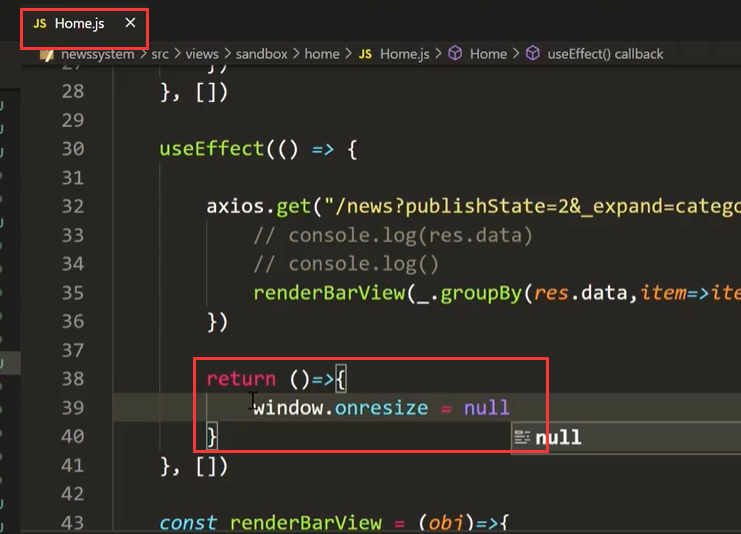 JS Home.js ×
newssystem > src > views > sandbox > home > JS Home.js > Home > useEffect() callback
27 })
28 }, [])
29
30 useEffect(() => {
31
32 axios.get("/news?publishState=2&_expand=catego
33 // console.log(res.data)
34 // console.log()
35 renderBarView(_.groupBy(res.data,item=>ite
36 })
37
38 return ()=>{
39 window.onresize = null
null
40 }
41 }, [])
42
43 const renderBarView = (obj)=>{